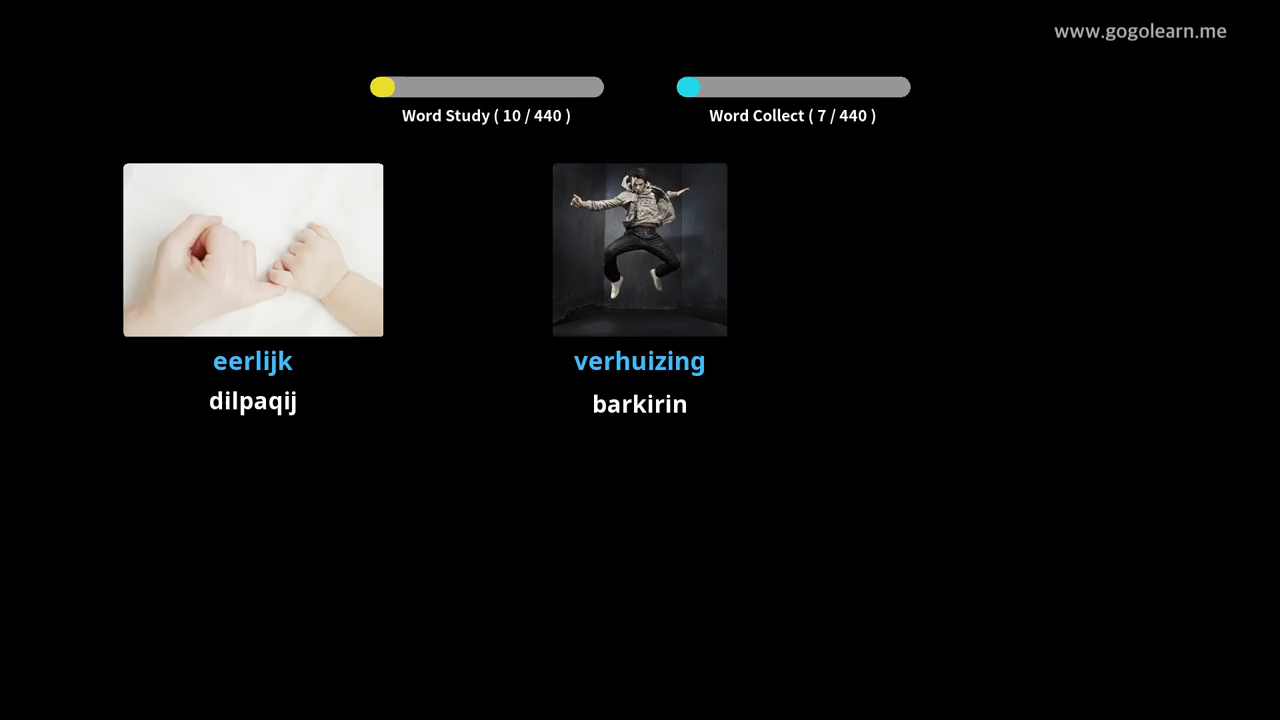 www.gogolearn.me
Word Study ( 10 / 440 )
Word Collect ( 7 / 440 )
eerlijk
dilpaqij
verhuizing
barkirin